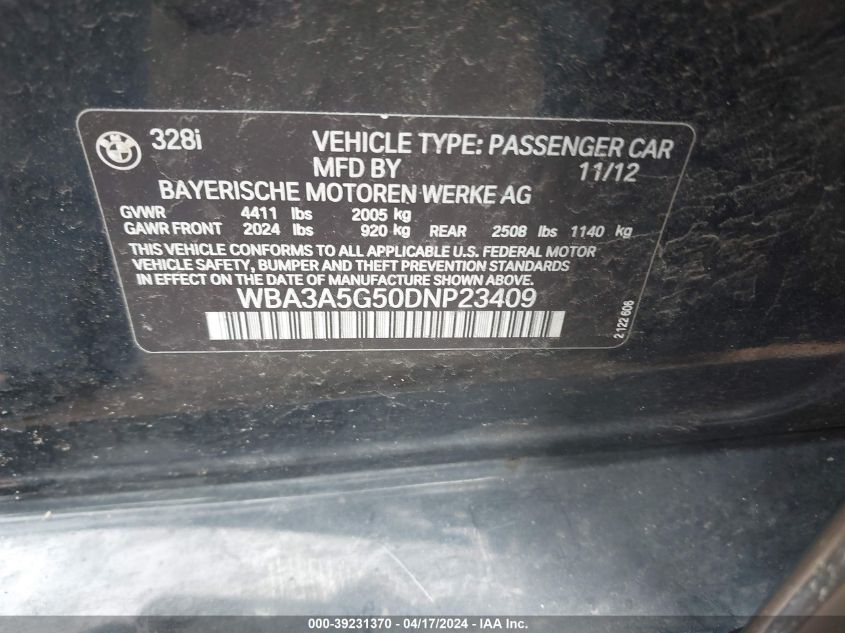 328i VEHICLE TYPE: PASSENGER CAR
MFD BY 11/12
BAYERISCHE MOTOREN WERKE AG
GVWR 4411 lbs 2005 kg
GAWR FRONT 2024 lbs 920 kg REAR 2508 lbs 1140 kg
THIS VEHICLE CONFORMS TO ALL APPLICABLE U.S. FEDERAL MOTOR
VEHICLE SAFETY, BUMPER AND THEFT PREVENTION STANDARDS
IN EFFECT ON THE DATE OF MANUFACTURE SHOWN ABOVE.
WBA3A5G50DNP23409
2 122 606
000-39231370 - 04/17/2024 - IAA Inc.